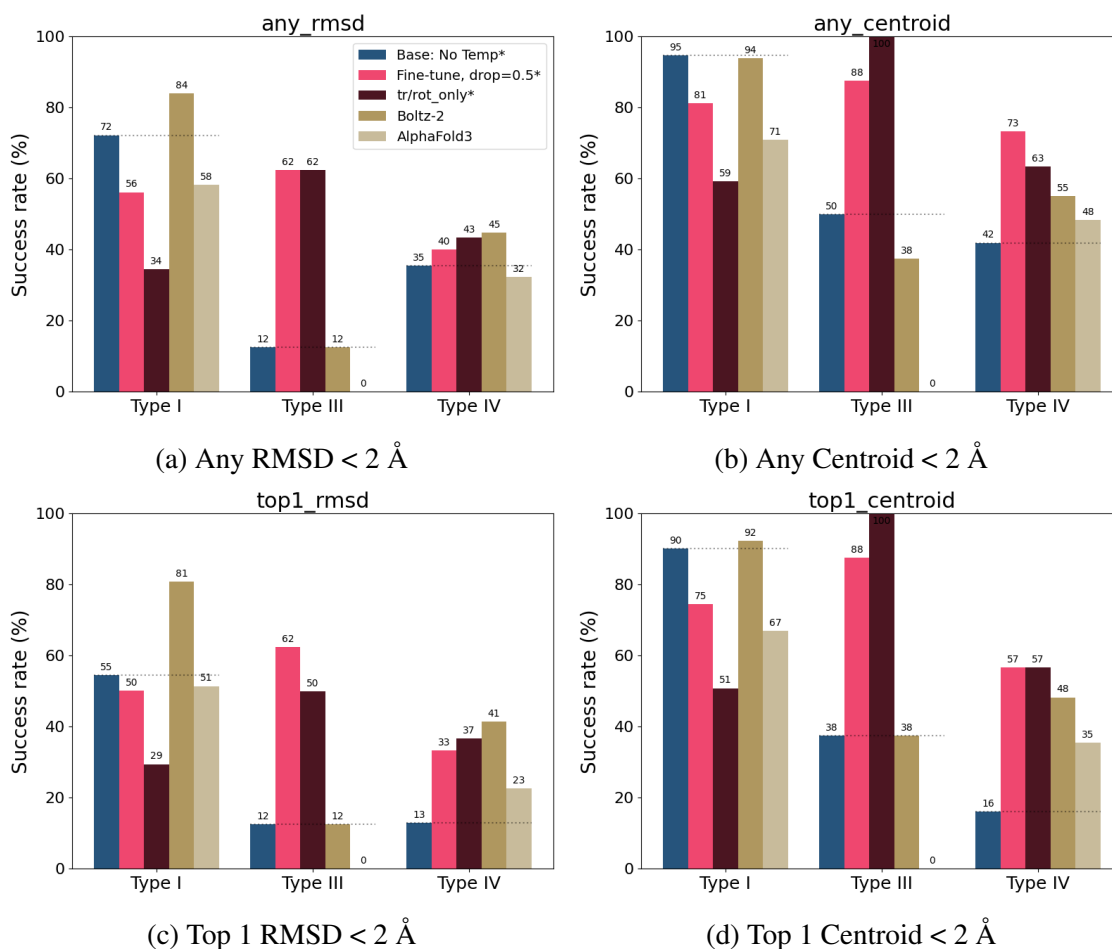 any_rmsd
Success rate (%)
100
80
60
40
20
0
72
56
34
84
58
12
62
62
12
0
35
40
43
45
32
Base: No Temp*
Fine-tune, drop=0.5*
tr/rot_only*
Boltz-2
AlphaFold3
Type I
Type III
Type IV
(a) Any RMSD < 2 Å
any_centroid
Success rate (%)
100
80
60
40
20
0
95
81
59
94
71
50
88
100
38
0
42
73
63
55
48
Type I
Type III
Type IV
(b) Any Centroid < 2 Å
top1_rmsd
Success rate (%)
100
80
60
40
20
0
55
50
29
81
51
12
62
50
12
0
13
33
37
41
23
Type I
Type III
Type IV
(c) Top 1 RMSD < 2 Å
top1_centroid
Success rate (%)
100
80
60
40
20
0
90
75
51
92
67
38
88
100
38
0
16
57
57
48
35
Type I
Type III
Type IV
(d) Top 1 Centroid < 2 Å